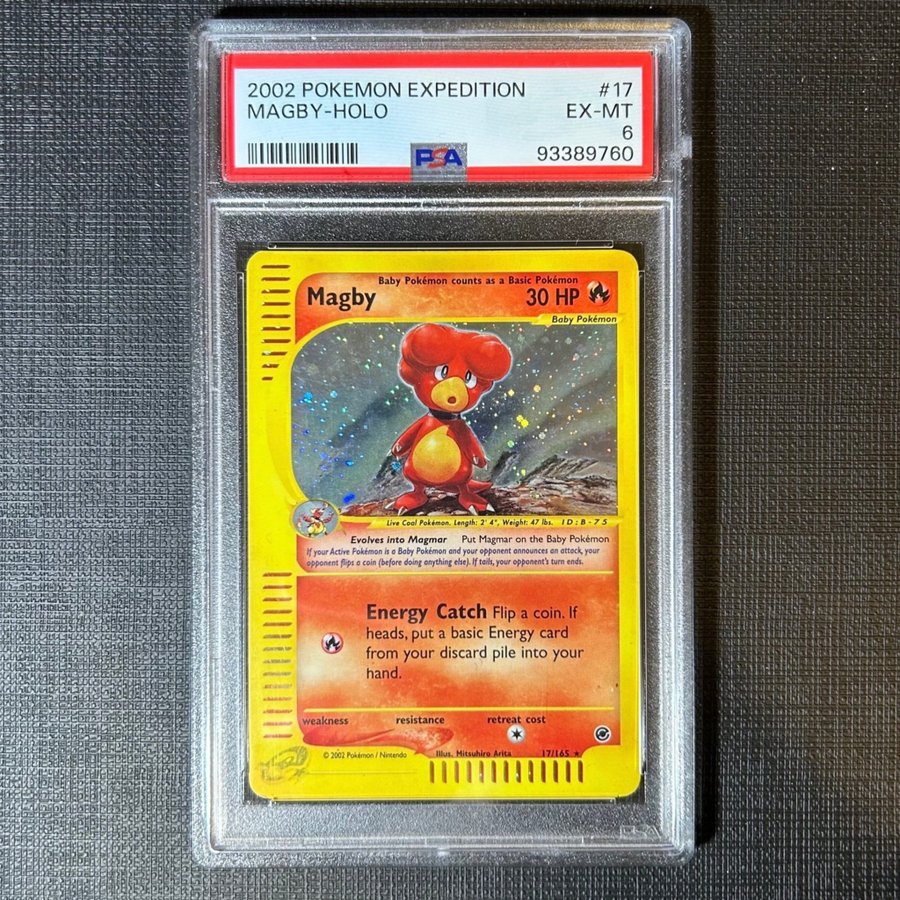 2002 POKEMON EXPEDITION #17
MAGBY-HOLO EX-MT
6
PSA 93389760
Baby Pokémon counts as a Basic Pokémon
Magby 30 HP
Baby Pokémon
Live Coal Pokémon. Length: 2' 4", Weight: 47 lbs. ID: B - 75
Evolves into Magmar Put Magmar on the Baby Pokémon
If your Active Pokémon is a Baby Pokémon and your opponent announces an attack, your
opponent flips a coin (before doing anything else). If tails, your opponent's turn ends.
Energy Catch Flip a coin. If
heads, put a basic Energy card
from your discard pile into your
hand.
weakness resistance retreat cost
© 2002 Pokémon / Nintendo Illus. Mitsuhiro Arita 17/165 ★